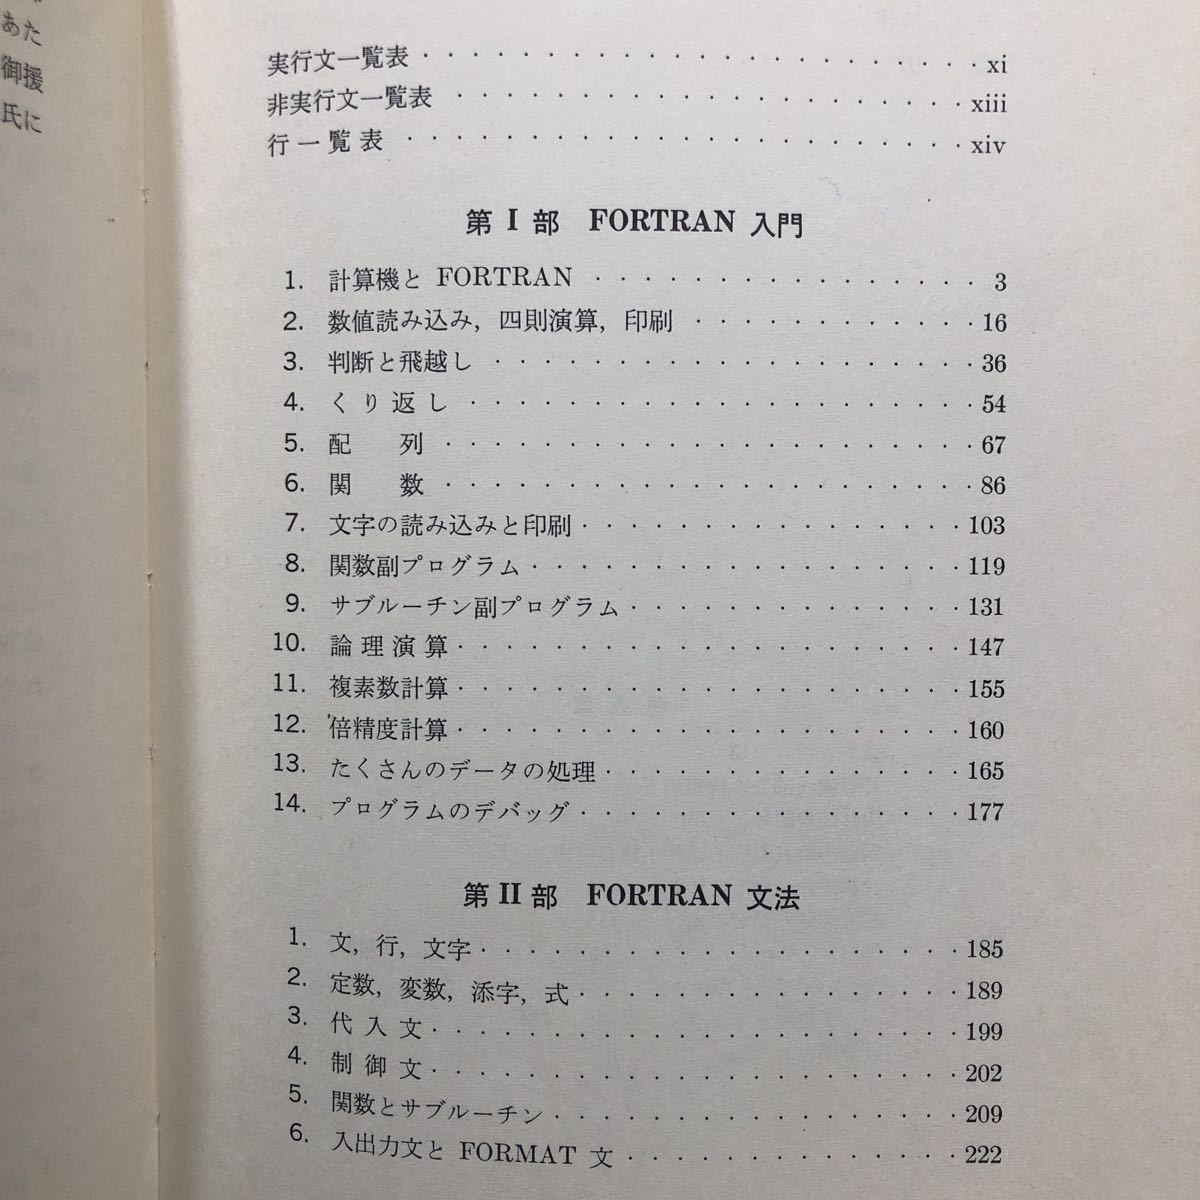 あた
御援
氏に
実行文一覧表 · · · · · · · · · · · · · · · · · · · · · · · xi
非実行文一覧表 · · · · · · · · · · · · · · · · · · · · · xiii
行一覧表 · · · · · · · · · · · · · · · · · · · · · · · xiv
第 I 部 FORTRAN 入門
1. 計算機と FORTRAN · · · · · · · · · · · · · · · 3
2. 数値読み込み, 四則演算, 印刷 · · · · · · · · · · · · 16
3. 判断と飛越し · · · · · · · · · · · · · · · · · · · · 36
4. くり返し · · · · · · · · · · · · · · · · · · · · · 54
5. 配列 · · · · · · · · · · · · · · · · · · · · · · 67
6. 関数 · · · · · · · · · · · · · · · · · · · · · · 86
7. 文字の読み込みと印刷 · · · · · · · · · · · · · · · · 103
8. 関数副プログラム · · · · · · · · · · · · · · · · · · 119
9. サブルーチン副プログラム · · · · · · · · · · · · · · 131
10. 論理演算 · · · · · · · · · · · · · · · · · · · · · 147
11. 複素数計算 · · · · · · · · · · · · · · · · · · · · · 155
12. 倍精度計算 · · · · · · · · · · · · · · · · · · · · · 160
13. たくさんのデータの処理 · · · · · · · · · · · · · · · 165
14. プログラムのデバッグ · · · · · · · · · · · · · · · · 177
第 II 部 FORTRAN 文法
1. 文, 行, 文字 · · · · · · · · · · · · · · · · · · · · 185
2. 定数, 変数, 添字, 式 · · · · · · · · · · · · · · · · 189
3. 代入文 · · · · · · · · · · · · · · · · · · · · · · 199
4. 制御文 · · · · · · · · · · · · · · · · · · · · · · 202
5. 関数とサブルーチン · · · · · · · · · · · · · · · · · 209
6. 入出力文と FORMAT 文 · · · · · · · · · · · · · · 222